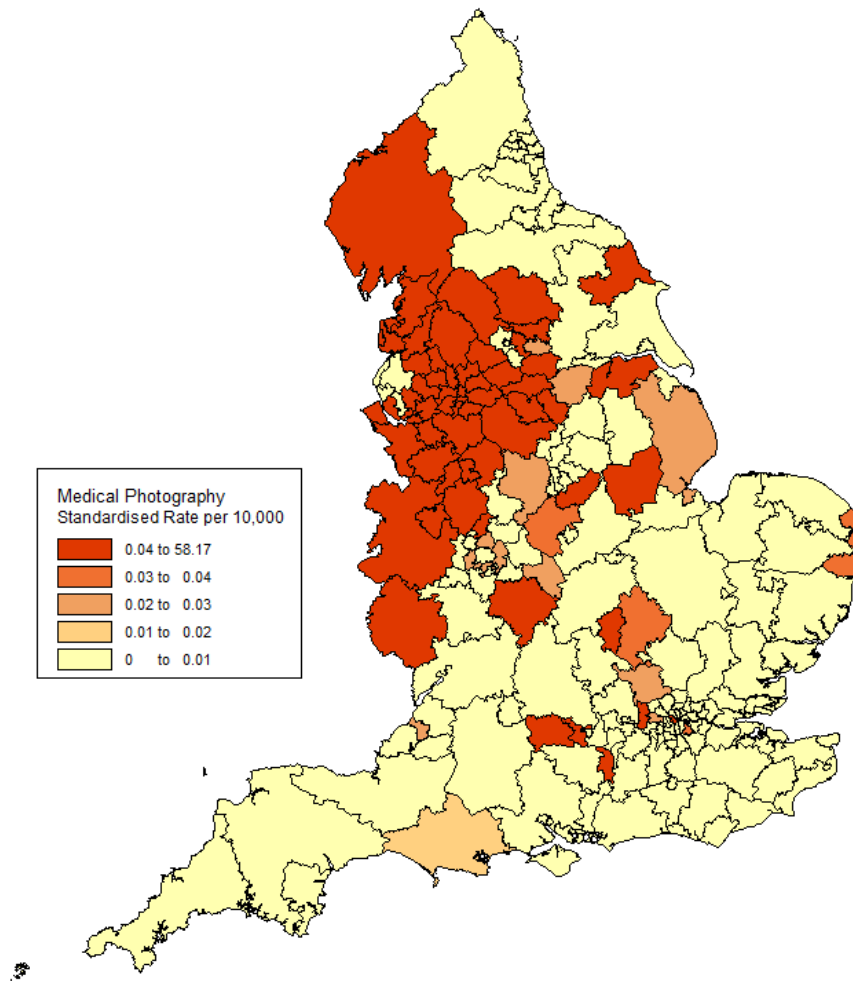 Medical Photography
Standardised Rate per 10,000
0.04 to 58.17
0.03 to 0.04
0.02 to 0.03
0.01 to 0.02
0 to 0.01